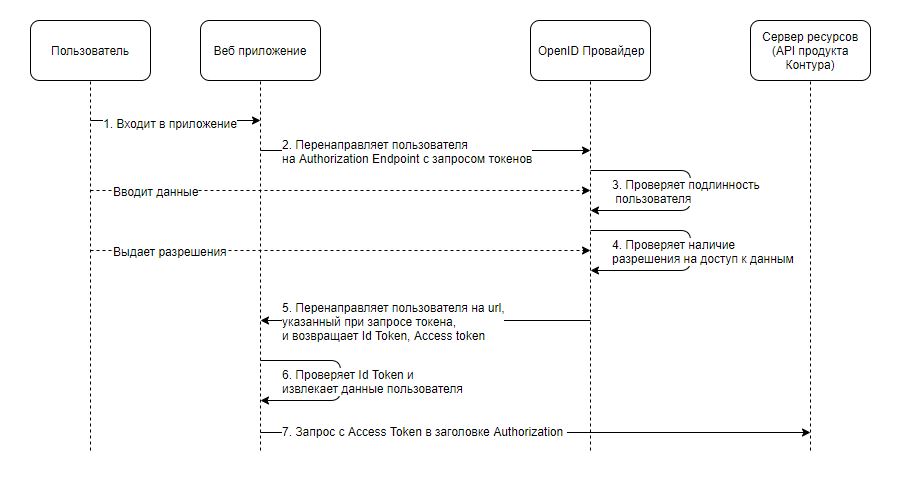 Пользователь
Веб приложение
OpenID Провайдер
Сервер ресурсов
(API продукта
Контура)
1. Входит в приложение
2. Перенаправляет пользователя
на Authorization Endpoint с запросом токенов
3. Проверяет подлинность
пользователя
Вводит данные
4. Проверяет наличие
разрешения на доступ к данным
Выдает разрешения
5. Перенаправляет пользователя на url,
указанный при запросе токена,
и возвращает Id Token, Access token
6. Проверяет Id Token и
извлекает данные пользователя
7. Запрос с Access Token в заголовке Authorization